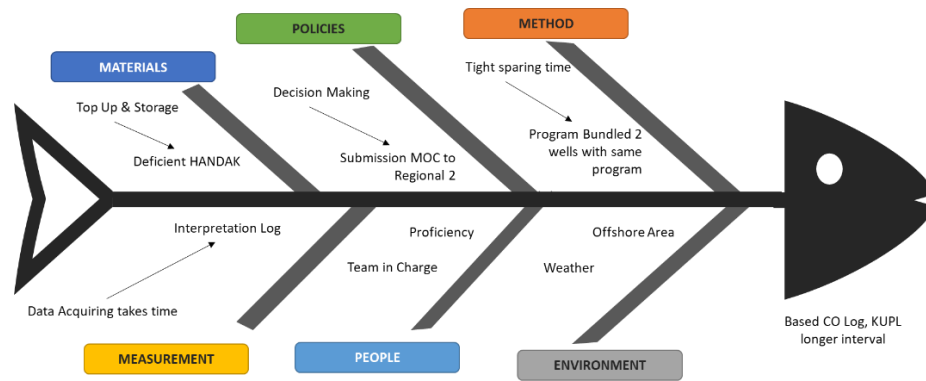 POLICIES
METHOD
MATERIALS
Tight sparing time
Decision Making
Top Up & Storage
Program Bundled 2
wells with same
program
Deficient HANDAK
Submission MOC to
Regional 2
Interpretation Log
Proficiency
Offshore Area
Team in Charge
Weather
Data Acquiring takes time
Based CO Log, KUPL
longer interval
MEASUREMENT
PEOPLE
ENVIRONMENT